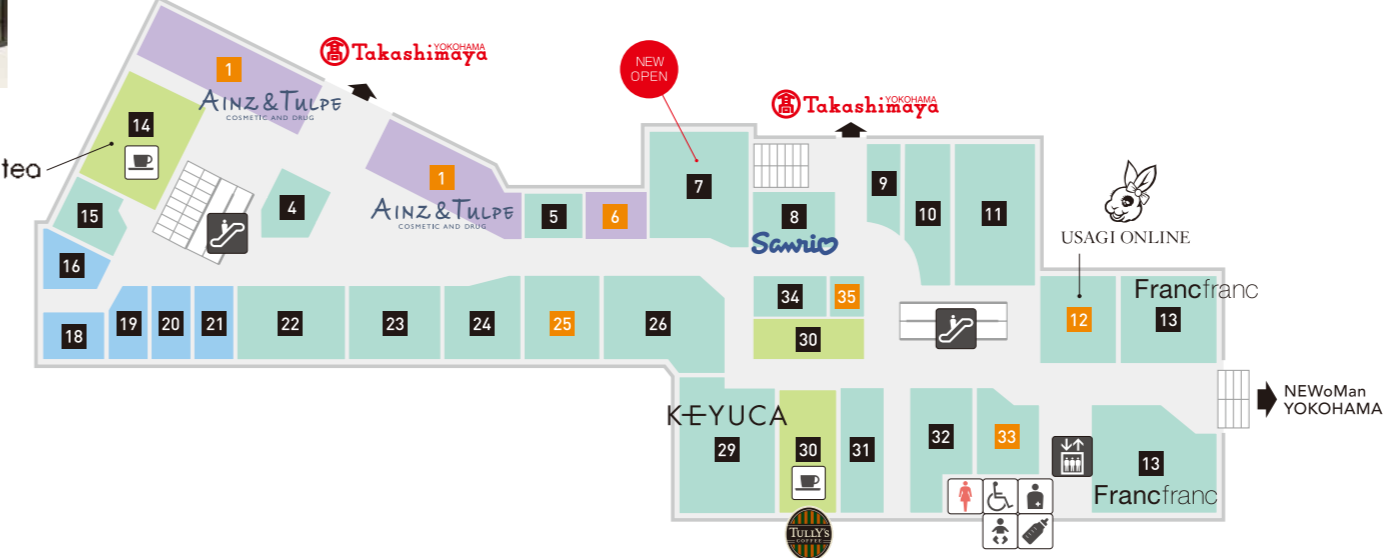 高 Takashimaya YOKOHAMA
1
AINZ & TULPE
COSMETIC AND DRUG
NEW
OPEN
高 Takashimaya YOKOHAMA
14
tea
1
AINZ & TULPE
COSMETIC AND DRUG
4
5
6
7
8
Sanrio
9
10
11
USAGI ONLINE
15
16
18
19
20
21
22
23
24
25
26
34
35
30
12
Francfranc
13
NEWoMan
YOKOHAMA
KEYUCA
29
30
31
32
33
13
Francfranc
TULLY'S
COFFEE